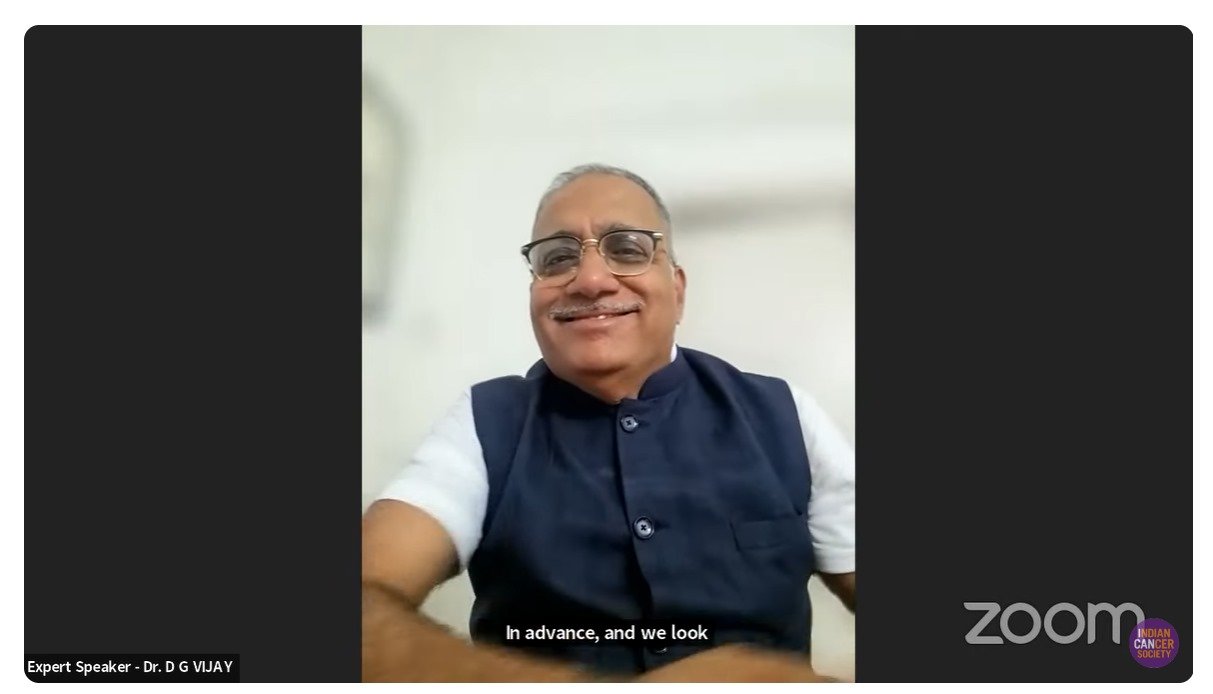 In advance, and we look
zoom
INDIAN
CANCER
SOCIETY
Expert Speaker - Dr. D G VIJAY